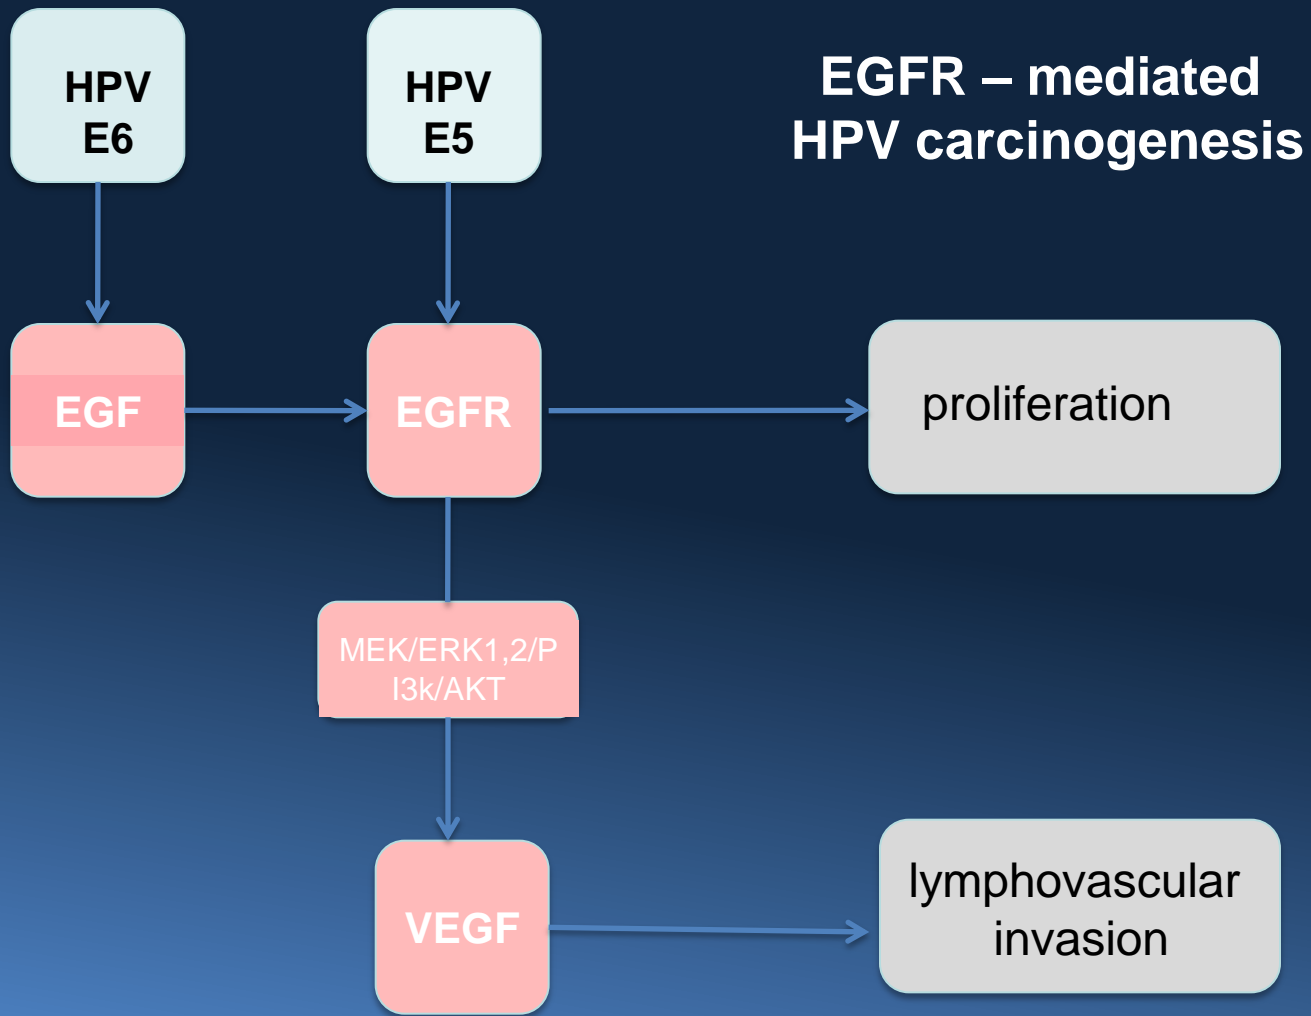 HPV
E6
HPV
E5
EGFR – mediated
HPV carcinogenesis
EGF
EGFR
proliferation
MEK/ERK1,2/P
I3k/AKT
VEGF
lymphovascular
invasion